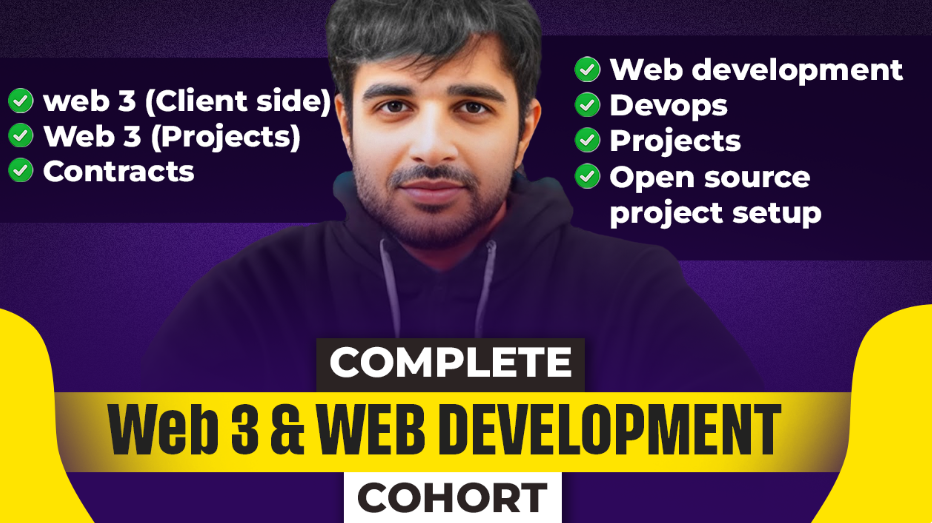 web 3 (Client side)
Web 3 (Projects)
Contracts
Web development
Devops
Projects
Open source
project setup
COMPLETE
Web 3 & WEB DEVELOPMENT
COHORT